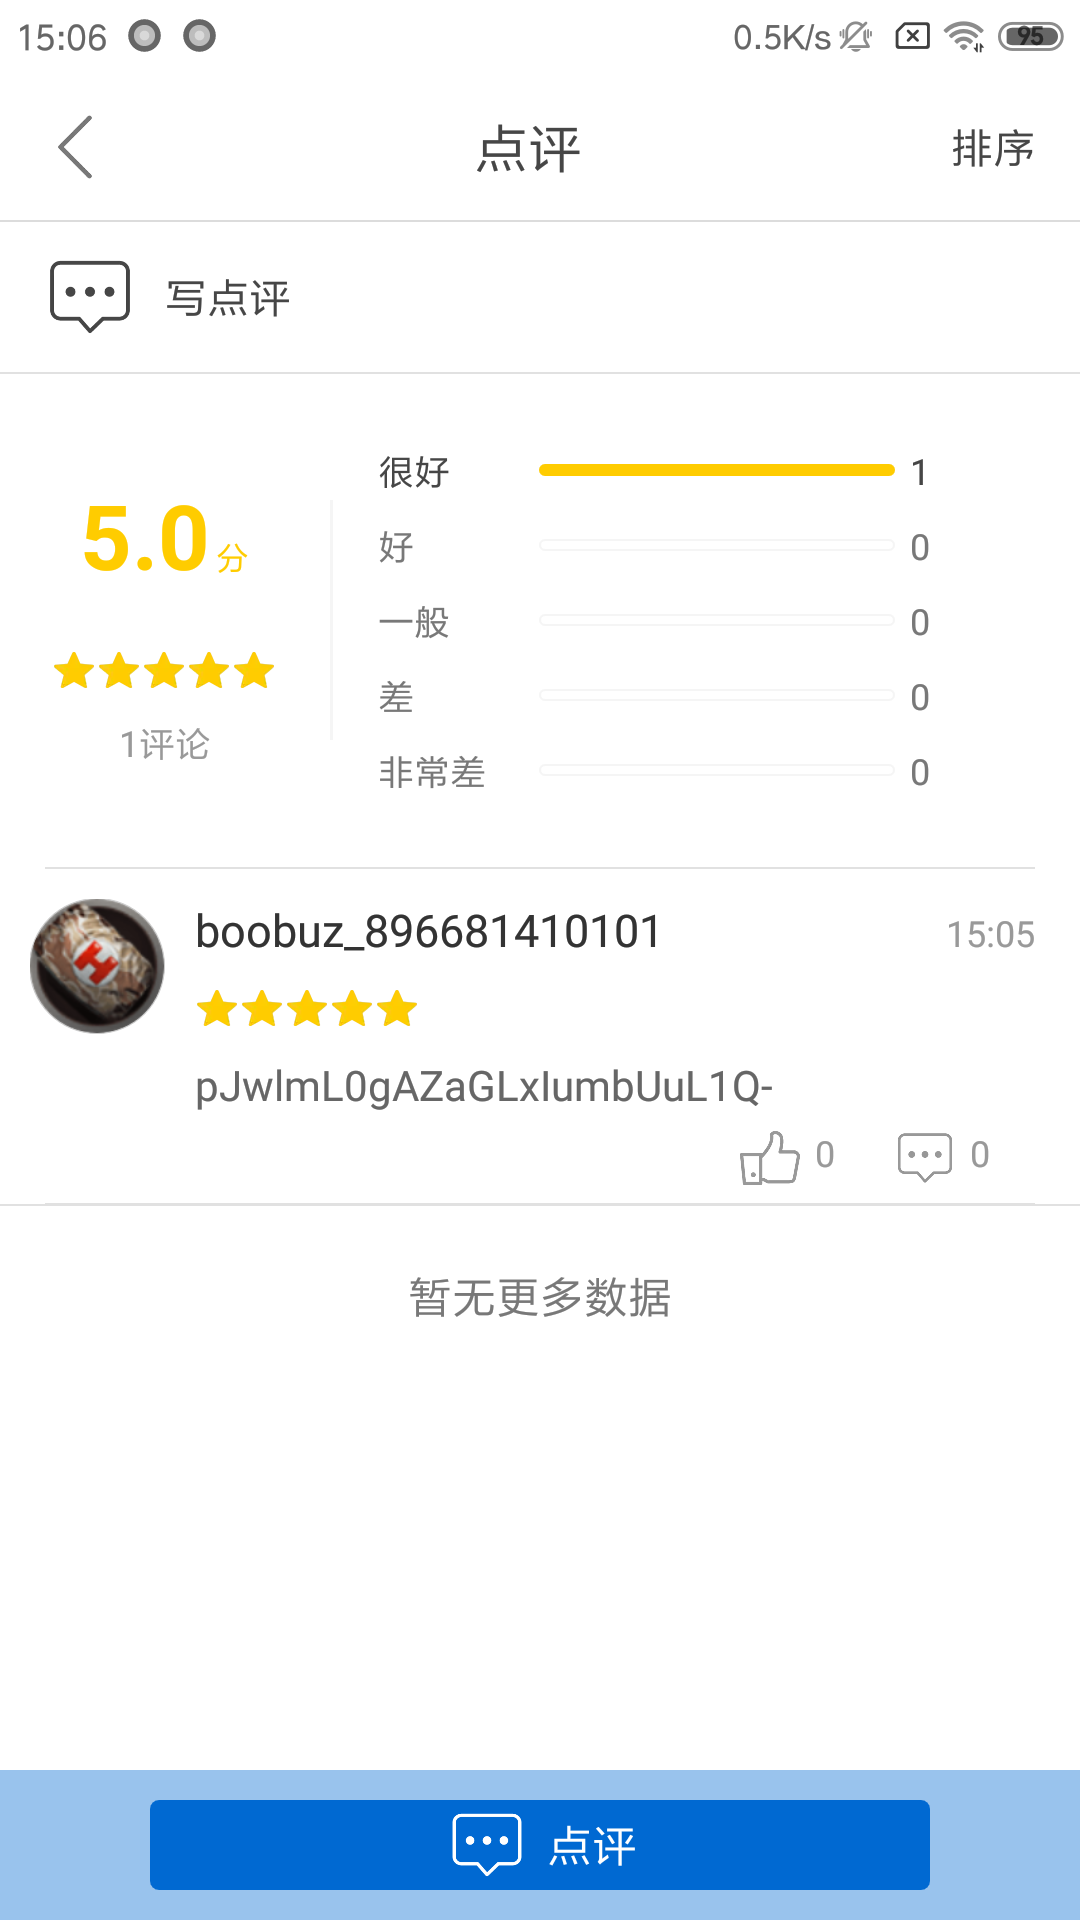 15:06 0.5K/s 95
点评 排序
写点评
很好 1
5.0分
好 0
一般 0
差 0
1评论
非常差 0
boobuz_896681410101 15:05
pJwlmL0gAZaGLxIumbUuL1Q-
0 0
暂无更多数据
点评